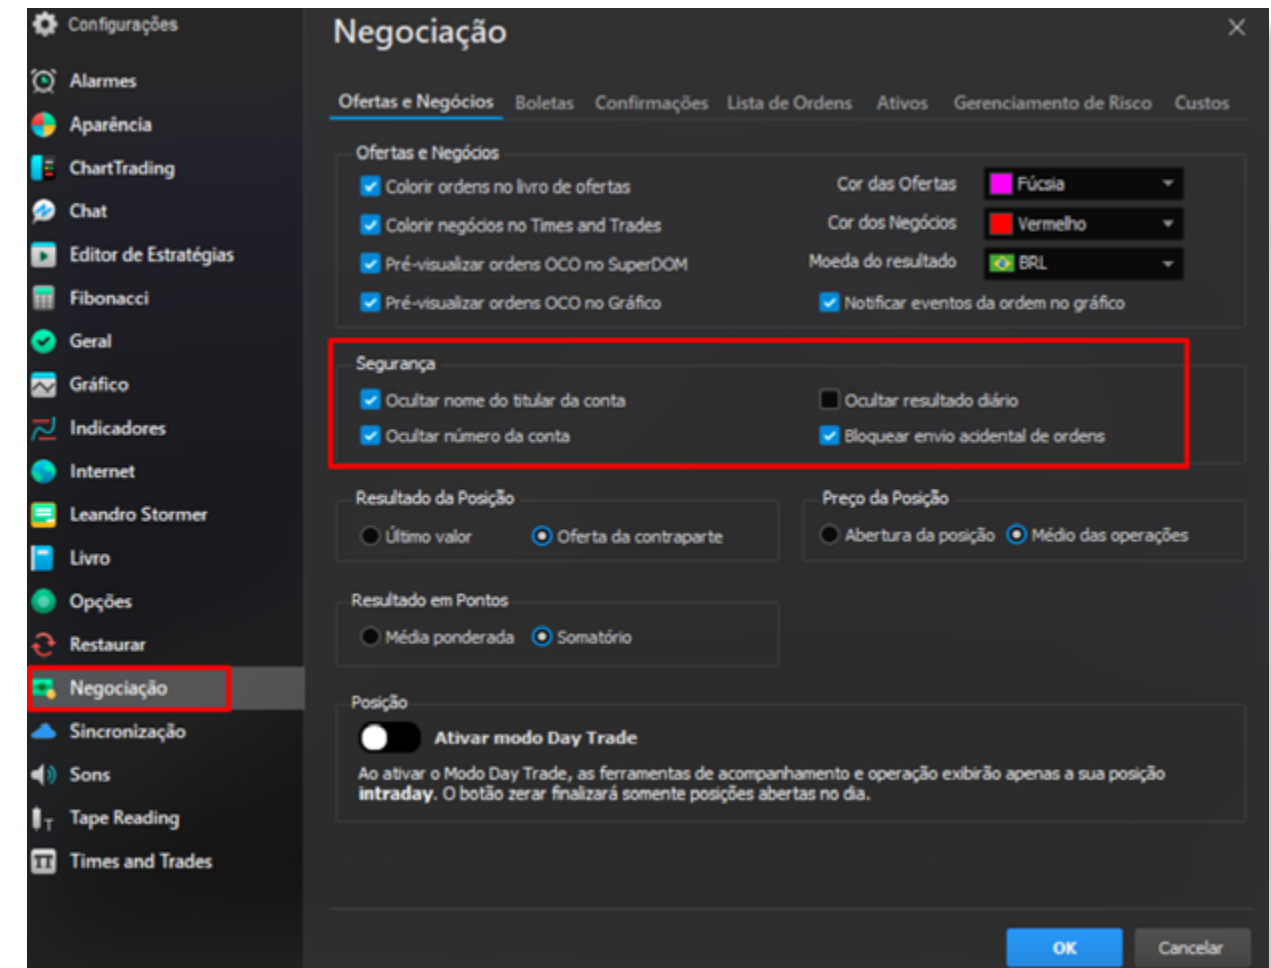 Configurações
Alarmes
Aparência
ChartTrading
Chat
Editor de Estratégias
Fibonacci
Geral
Gráfico
Indicadores
Internet
Leandro Stormer
Livro
Opções
Restaurar
Negociação
Sincronização
Sons
Tape Reading
Times and Trades
Negociação
Ofertas e Negócios Boletas Confirmações Lista de Ordens Ativos Gerenciamento de Risco Custos
Ofertas e Negócios
Colorir ordens no livro de ofertas Cor das Ofertas Fúcsia
Colorir negócios no Times and Trades Cor dos Negócios Vermelho
Pré-visualizar ordens OCO no SuperDOM Moeda do resultado BRL
Pré-visualizar ordens OCO no Gráfico Notificar eventos da ordem no gráfico
Segurança
Ocultar nome do titular da conta Ocultar resultado diário
Ocultar número da conta Bloquear envio acidental de ordens
Resultado da Posição Preço da Posição
Último valor Oferta da contraparte Abertura da posição Médio das operações
Resultado em Pontos
Média ponderada Somatório
Posição
Ativar modo Day Trade
Ao ativar o Modo Day Trade, as ferramentas de acompanhamento e operação exibirão apenas a sua posição
intraday. O botão zerar finalizará somente posições abertas no dia.
OK Cancelar